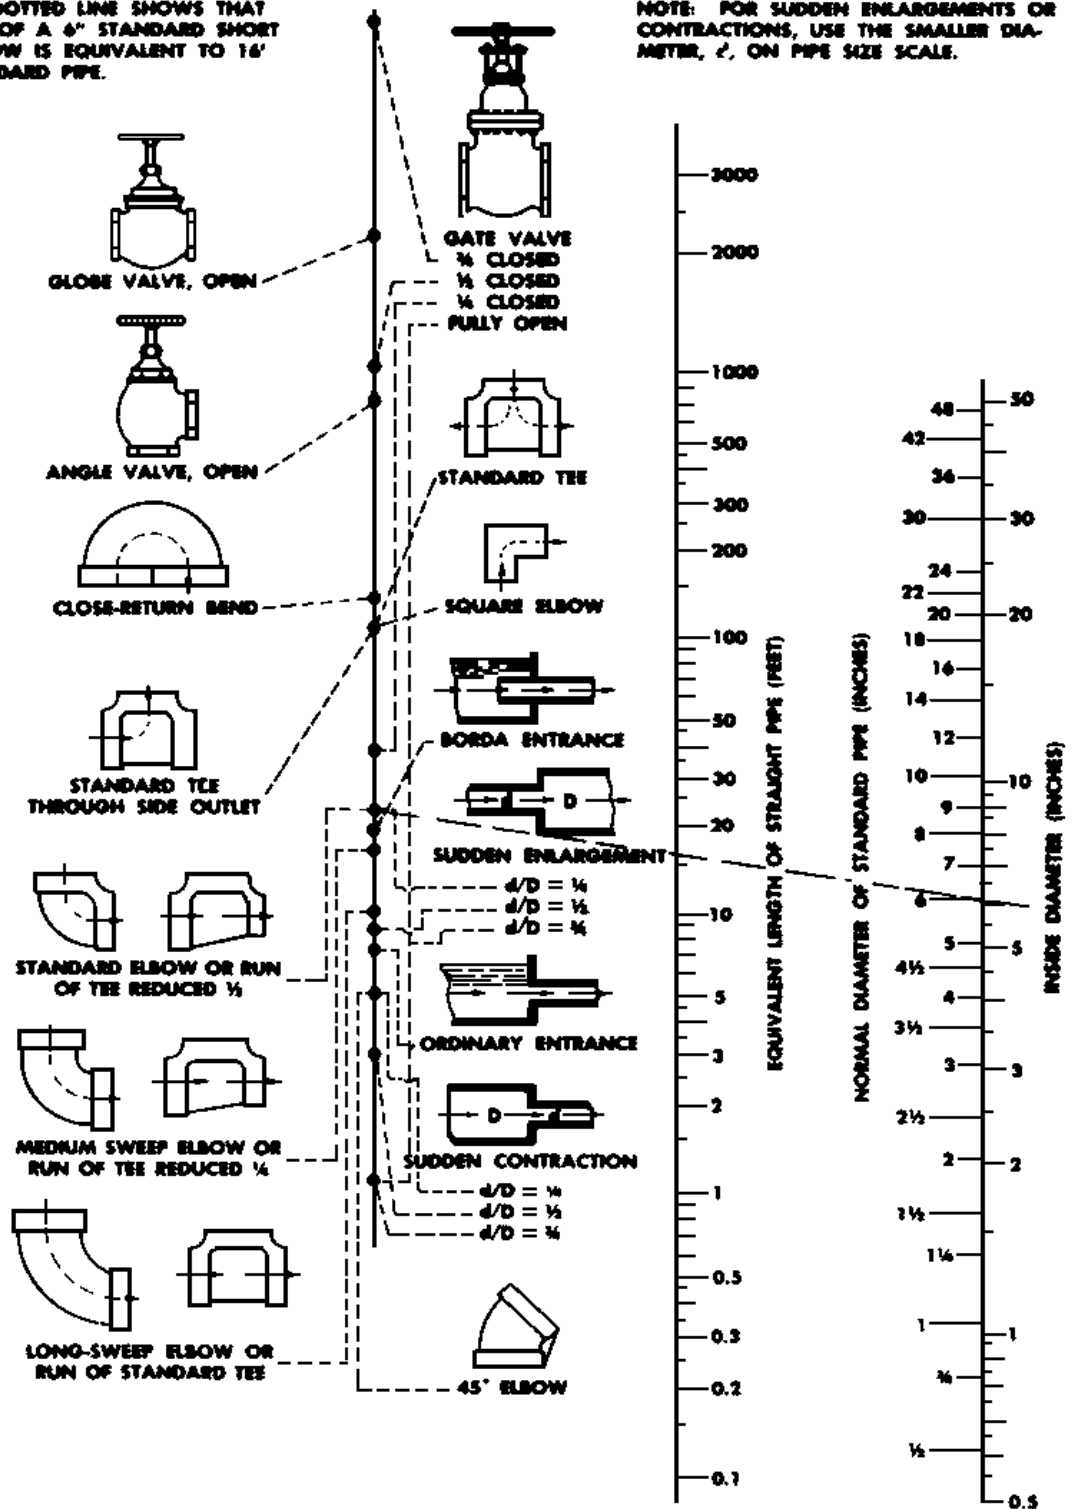 DOTTED LINE SHOWS THAT
OF A 6" STANDARD SHORT
OW IS EQUIVALENT TO 16'
DARD PIPE.
NOTE: FOR SUDDEN ENLARGEMENTS OR
CONTRACTIONS, USE THE SMALLER DIA-
METER, d, ON PIPE SIZE SCALE.
GLOBE VALVE, OPEN
ANGLE VALVE, OPEN
CLOSE-RETURN BEND
STANDARD TEE
THROUGH SIDE OUTLET
STANDARD ELBOW OR RUN
OF TEE REDUCED ½
MEDIUM SWEEP ELBOW OR
RUN OF TEE REDUCED ¼
LONG-SWEEP ELBOW OR
RUN OF STANDARD TEE
GATE VALVE
¾ CLOSED
½ CLOSED
¼ CLOSED
FULLY OPEN
STANDARD TEE
SQUARE ELBOW
BORDA ENTRANCE
d D
SUDDEN ENLARGEMENT
d/D = ¼
d/D = ½
d/D = ¾
ORDINARY ENTRANCE
D d
SUDDEN CONTRACTION
d/D = ¼
d/D = ½
d/D = ¾
45° ELBOW
3000
2000
1000
500
300
200
100
50
30
20
10
5
3
2
1
0.5
0.3
0.2
0.1
EQUIVALENT LENGTH OF STRAIGHT PIPE (FEET)
NORMAL DIAMETER OF STANDARD PIPE (INCHES)
48
42
36
30
24
22
20
18
16
14
12
10
9
8
7
6
5
4½
4
3½
3
2½
2
1½
1¼
1
¾
½
50
30
20
10
5
3
2
1
0.5
INSIDE DIAMETER (INCHES)